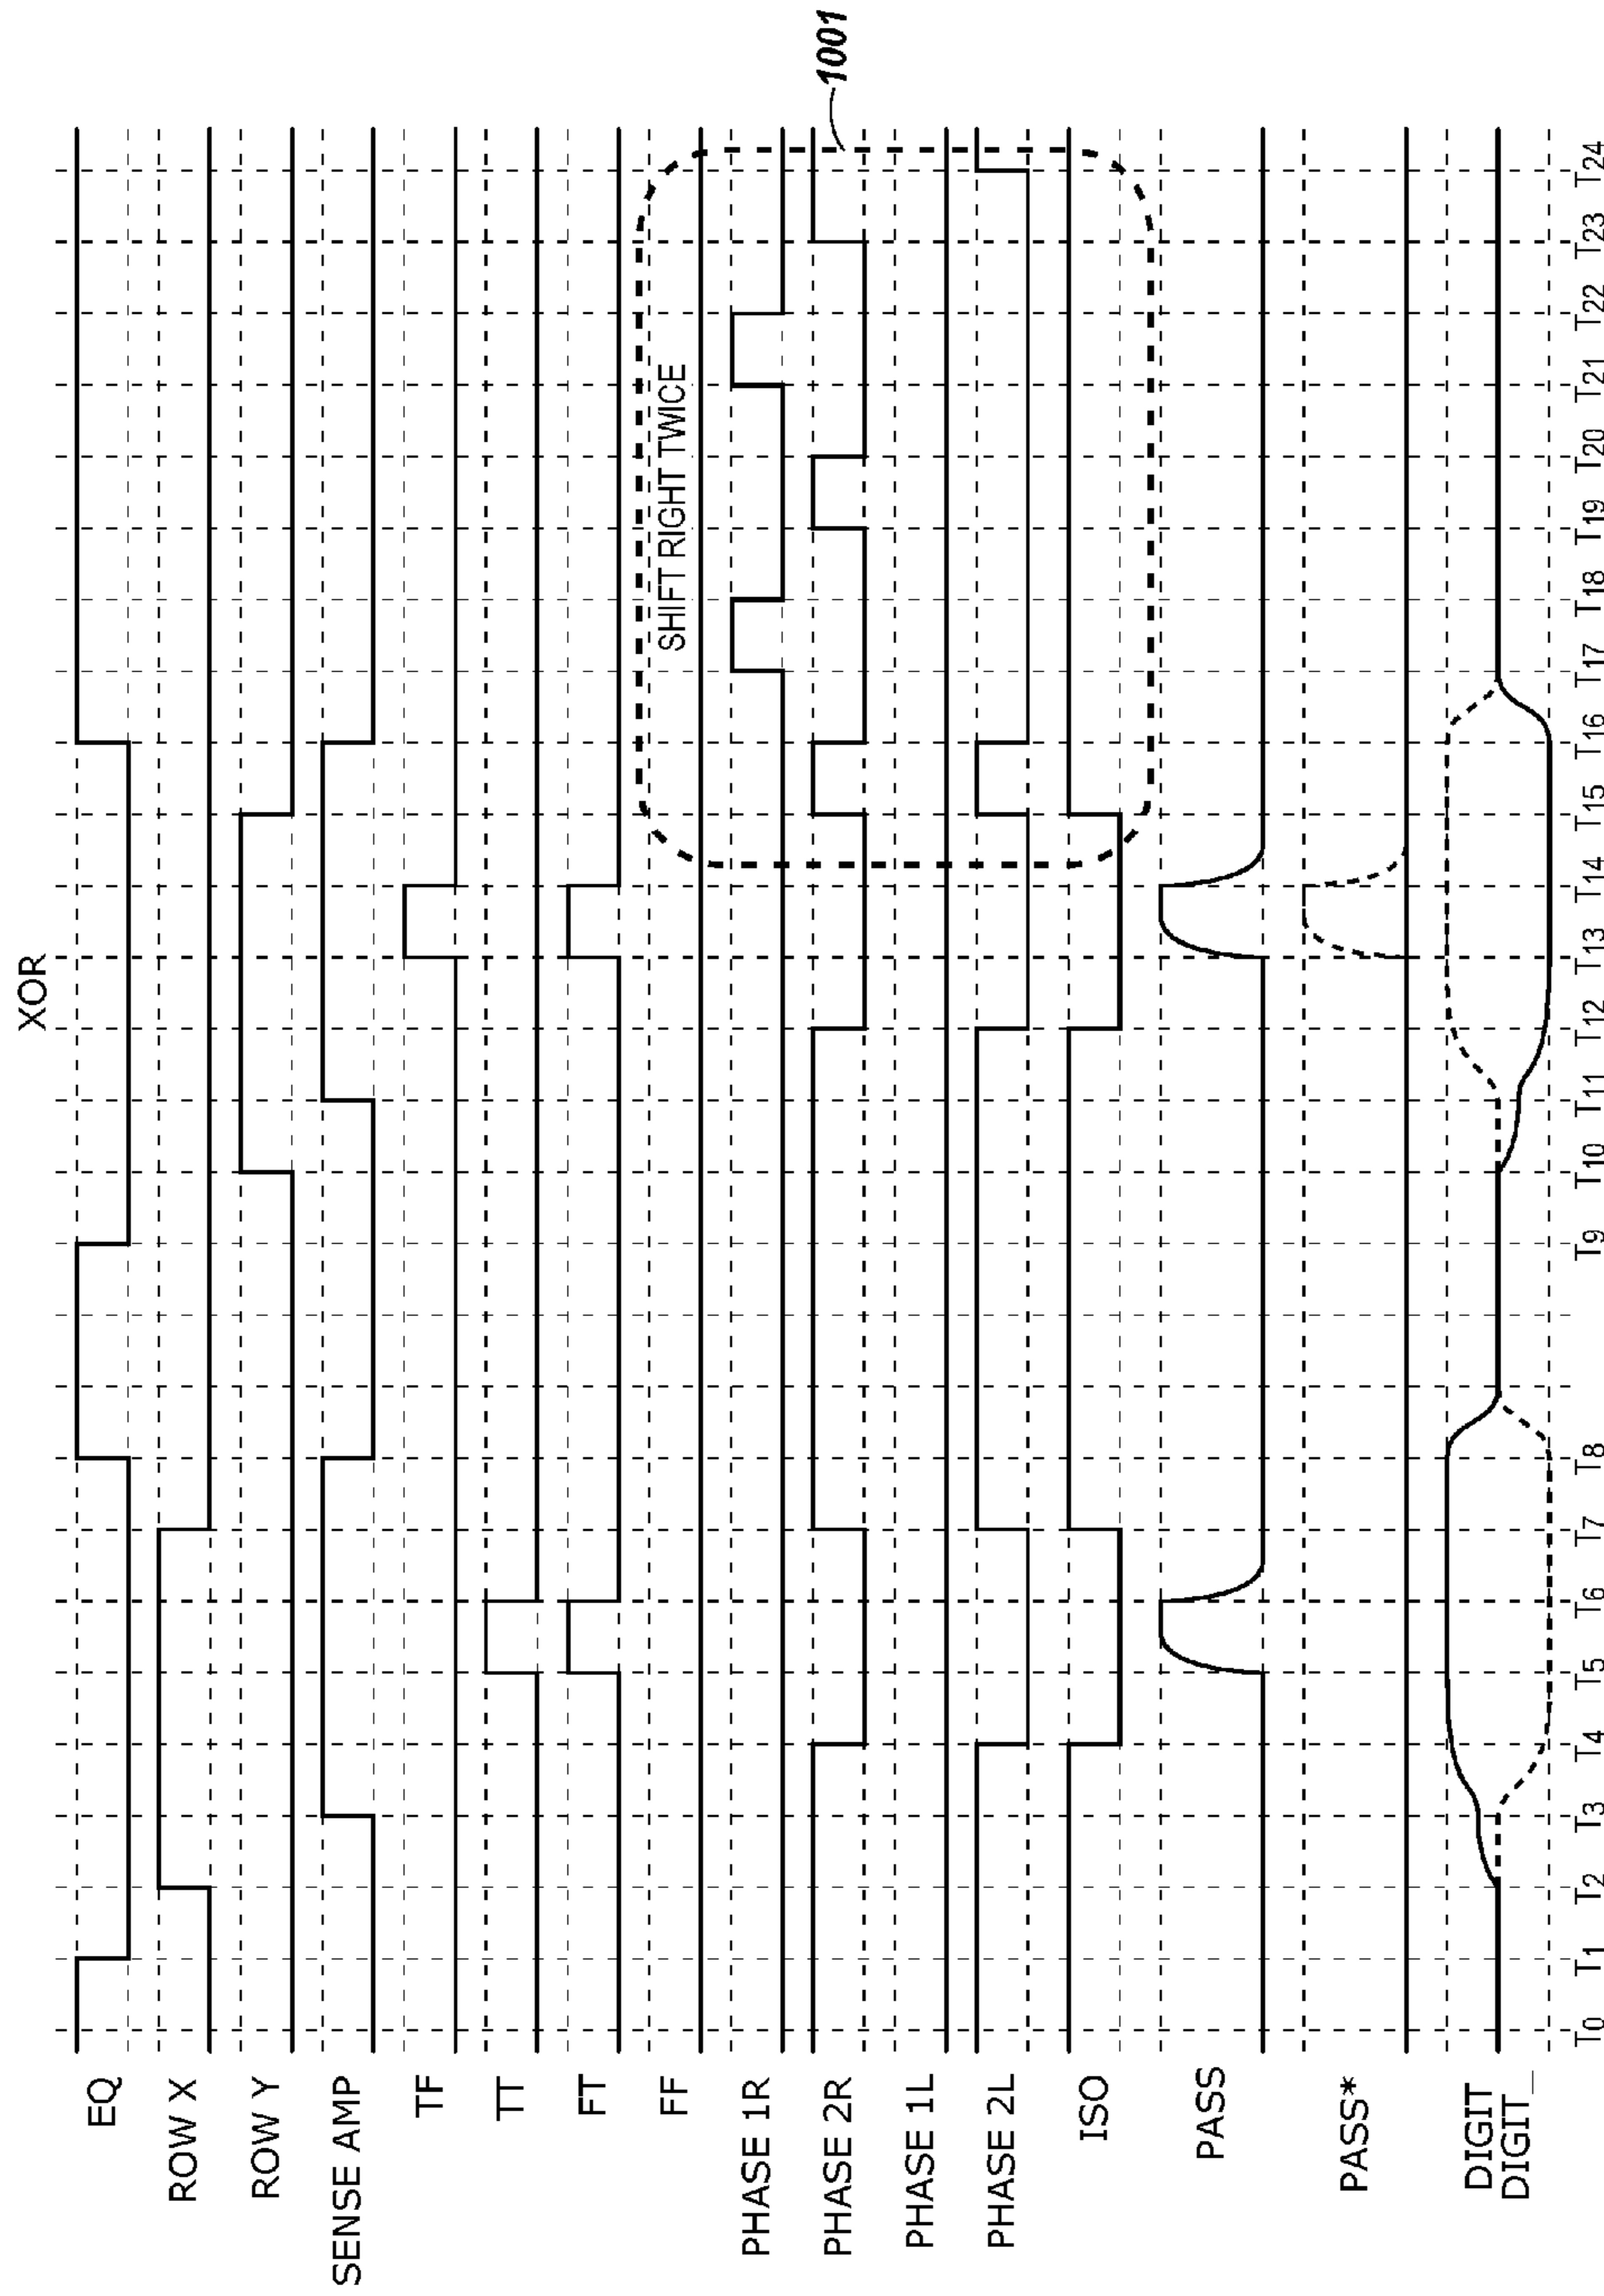 XOR
EQ
ROW X
ROW Y
SENSE AMP
TF
TT
FT
FF
SHIFT RIGHT TWICE
PHASE 1R
PHASE 2R
1001
PHASE 1L
PHASE 2L
ISO
PASS
PASS*
DIGIT
DIGIT_
T0 T1 T2 T3 T4 T5 T6 T7 T8 T9 T10 T11 T12 T13 T14 T15 T16 T17 T18 T19 T20 T21 T22 T23 T24